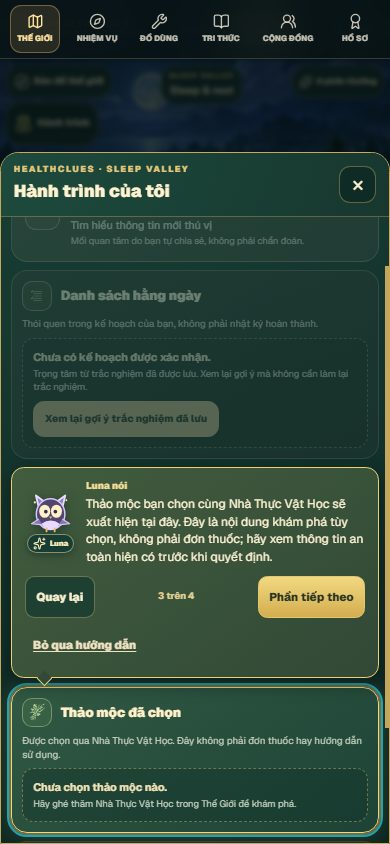 THẾ GIỚI
NHIỆM VỤ
ĐỒ DÙNG
TRI THỨC
CỘNG ĐỒNG
HỒ SƠ
HEALTHCLUES · SLEEP VALLEY
Hành trình của tôi
Tìm hiểu thông tin mới thú vị
Mối quan tâm do bạn tự chia sẻ, không phải chẩn đoán.
Danh sách hằng ngày
Thói quen trong kế hoạch của bạn, không phải nhật ký hoàn thành.
Chưa có kế hoạch được xác nhận.
Trọng tâm từ trắc nghiệm đã được lưu. Xem lại gợi ý mà không cần làm lại
trắc nghiệm.
Xem lại gợi ý trắc nghiệm đã lưu
Luna nói
Thảo mộc bạn chọn cùng Nhà Thực Vật Học sẽ
xuất hiện tại đây. Đây là nội dung khám phá tùy
chọn, không phải đơn thuốc; hãy xem thông tin an
toàn hiện có trước khi quyết định.
Luna
Quay lại
3 trên 4
Phần tiếp theo
Bỏ qua hướng dẫn
Thảo mộc đã chọn
Được chọn qua Nhà Thực Vật Học. Đây không phải đơn thuốc hay hướng dẫn
sử dụng.
Chưa chọn thảo mộc nào.
Hãy ghé thăm Nhà Thực Vật Học trong Thế Giới để khám phá.